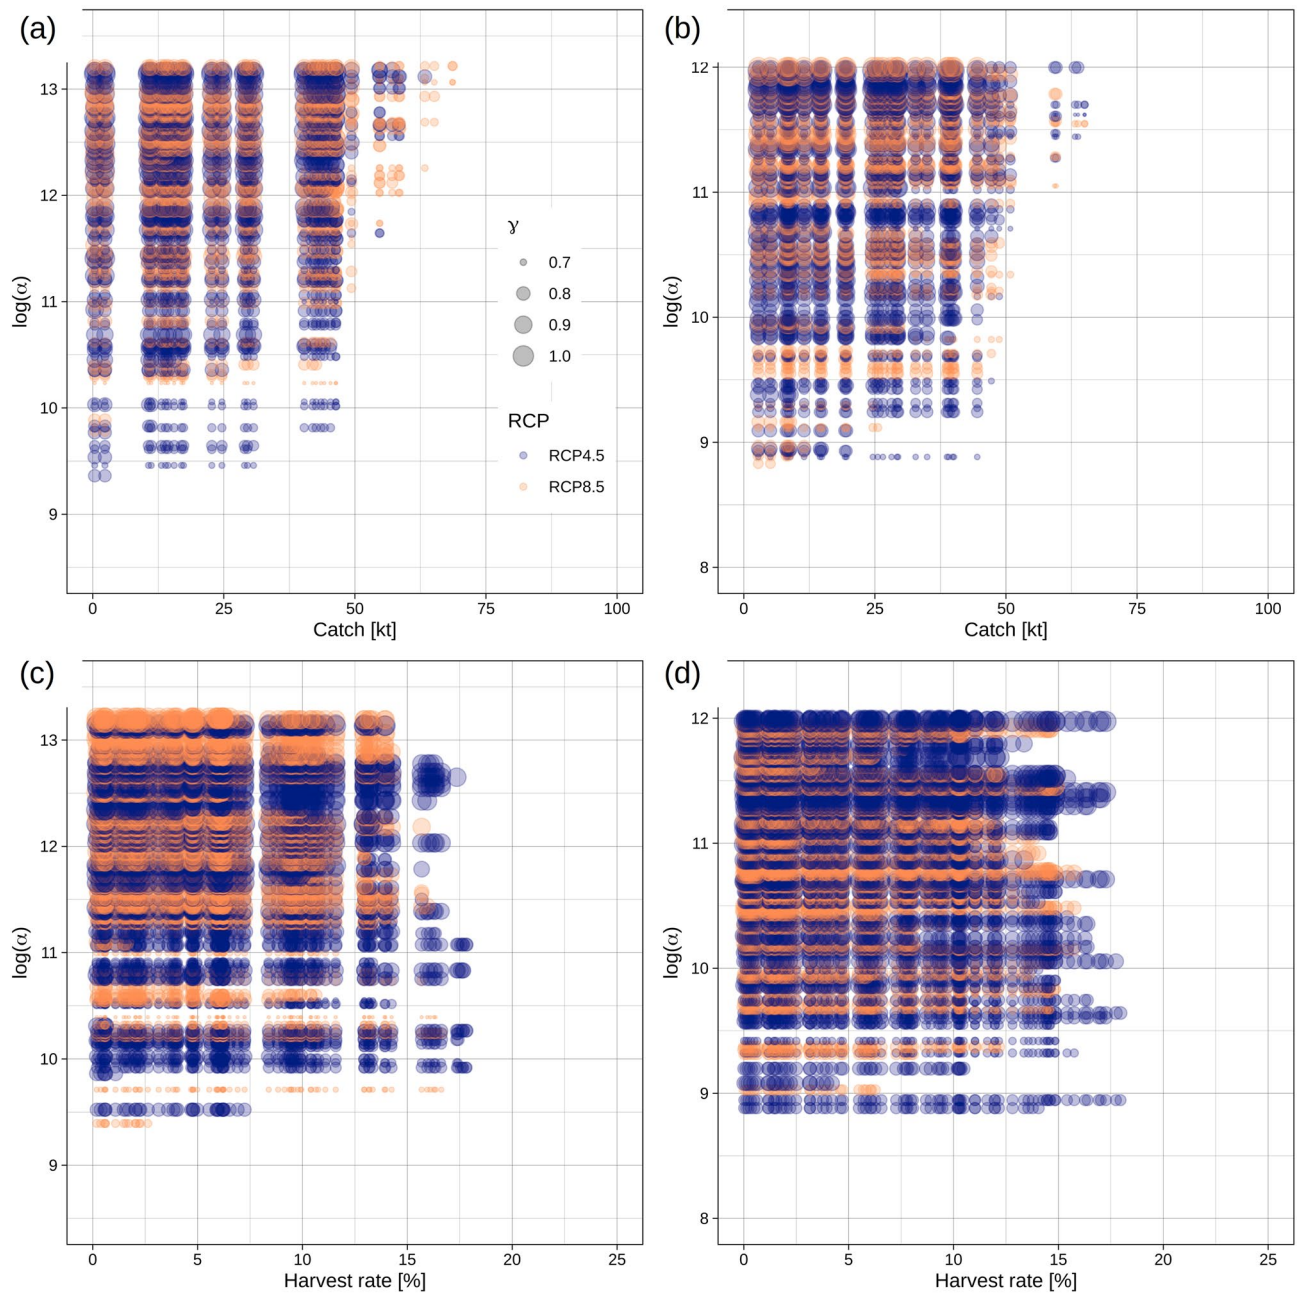 (a)
13
12
11
10
9
log(α)
0 25 50 75 100
Catch [kt]
γ
0.7
0.8
0.9
1.0
RCP
RCP4.5
RCP8.5
(b)
12
11
10
9
8
log(α)
0 25 50 75 100
Catch [kt]
(c)
13
12
11
10
9
log(α)
0 5 10 15 20 25
Harvest rate [%]
(d)
12
11
10
9
8
log(α)
0 5 10 15 20 25
Harvest rate [%]